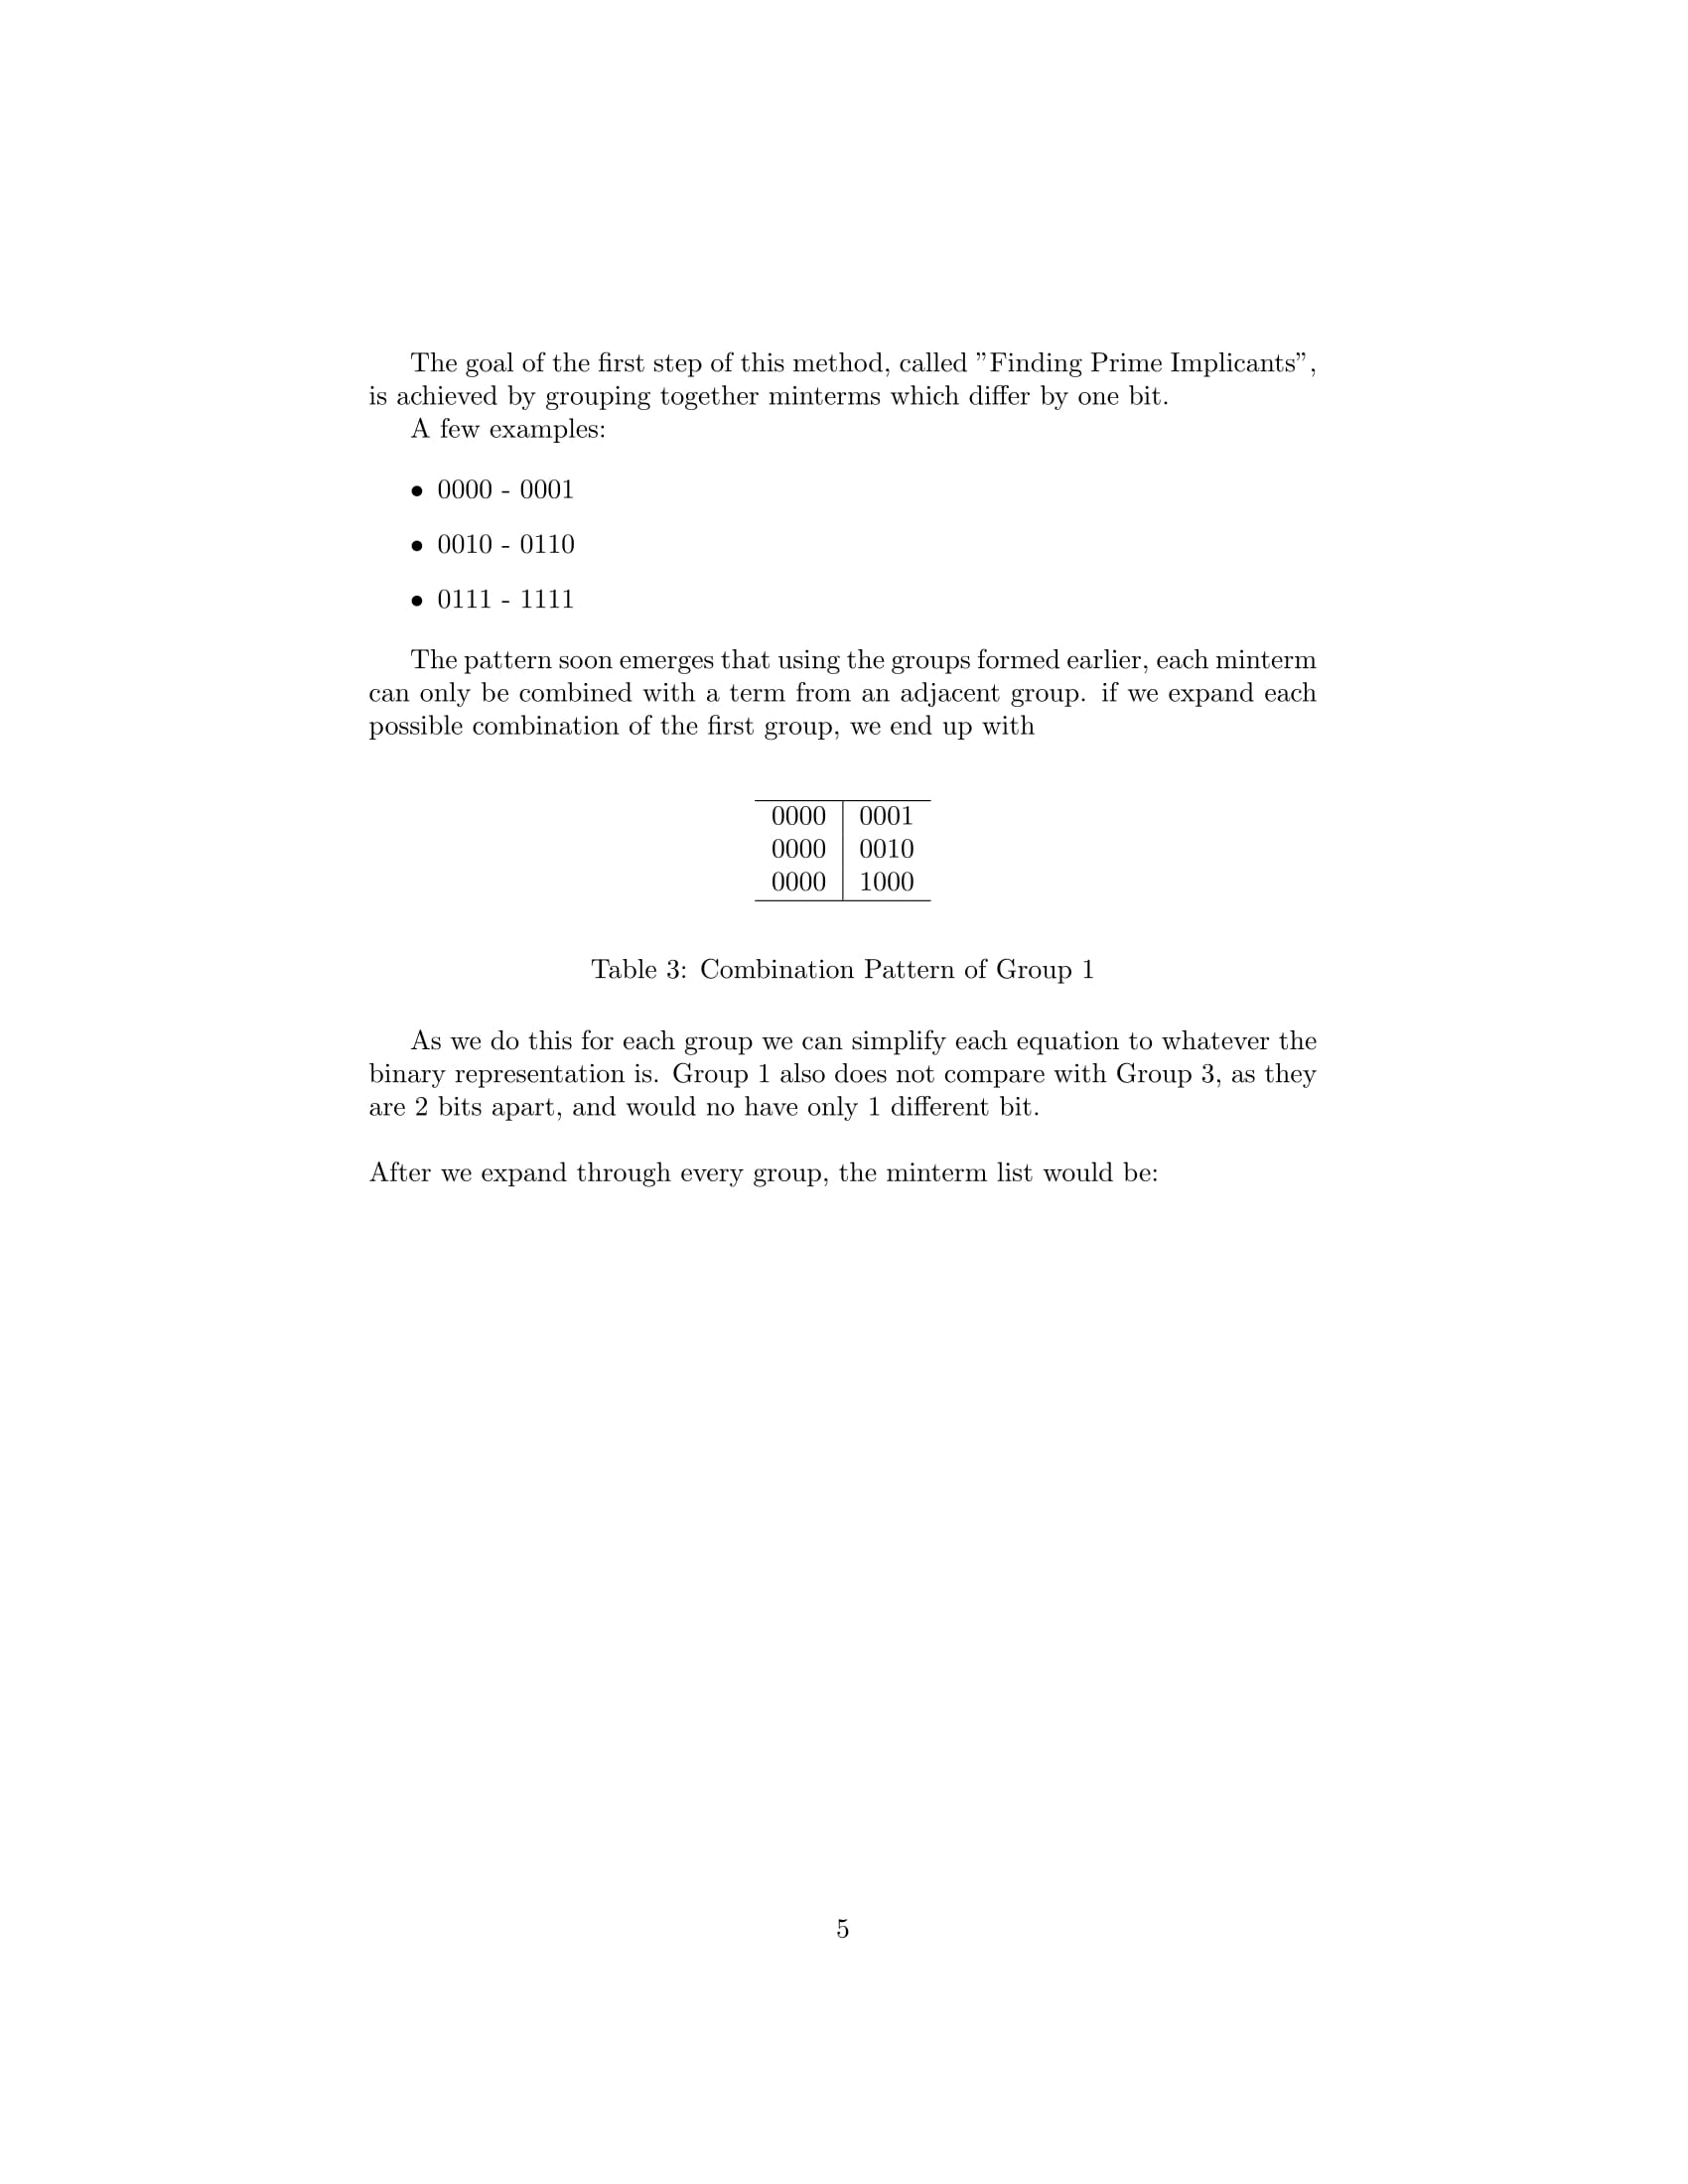 The goal of the first step of this method, called ”Finding Prime Implicants”,
is achieved by grouping together minterms which differ by one bit.
A few examples:
• 0000 - 0001
• 0010 - 0110
• 0111 - 1111
The pattern soon emerges that using the groups formed earlier, each minterm
can only be combined with a term from an adjacent group. if we expand each
possible combination of the first group, we end up with
0000 0001
0000 0010
0000 1000
Table 3: Combination Pattern of Group 1
As we do this for each group we can simplify each equation to whatever the
binary representation is. Group 1 also does not compare with Group 3, as they
are 2 bits apart, and would no have only 1 different bit.
After we expand through every group, the minterm list would be:
5